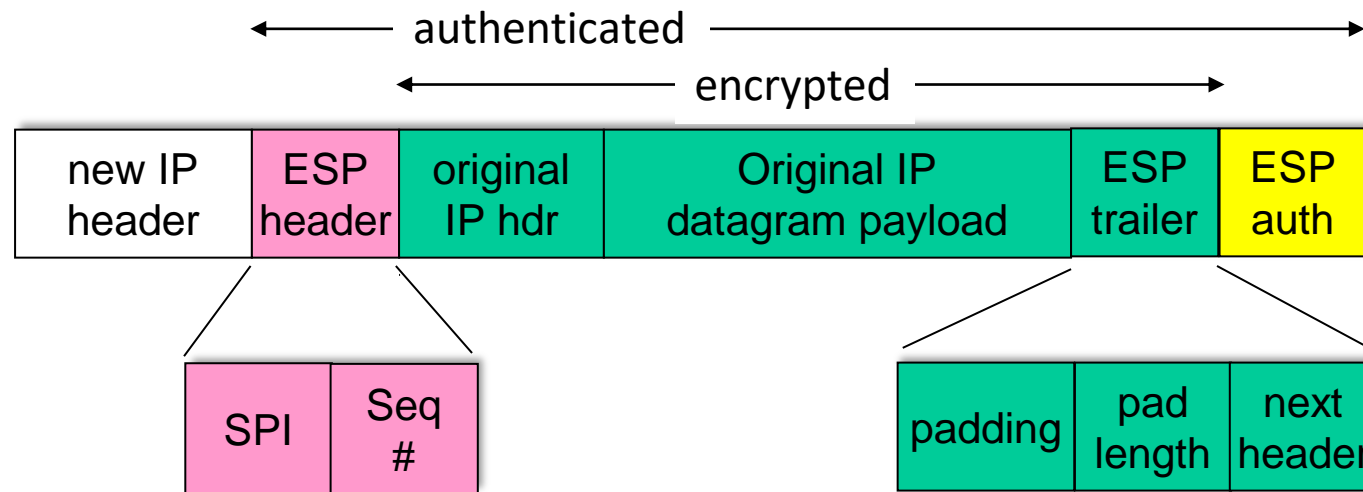 authenticated
encrypted
new IP
header
ESP
header
original
IP hdr
Original IP
datagram payload
ESP
trailer
ESP
auth
SPI
Seq
#
padding
pad
length
next
header